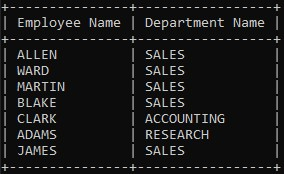 +---------------+-----------------+
| Employee Name | Department Name |
+---------------+-----------------+
| ALLEN         | SALES           |
| WARD          | SALES           |
| MARTIN        | SALES           |
| BLAKE         | SALES           |
| CLARK         | ACCOUNTING      |
| ADAMS         | RESEARCH        |
| JAMES         | SALES           |
+---------------+-----------------+